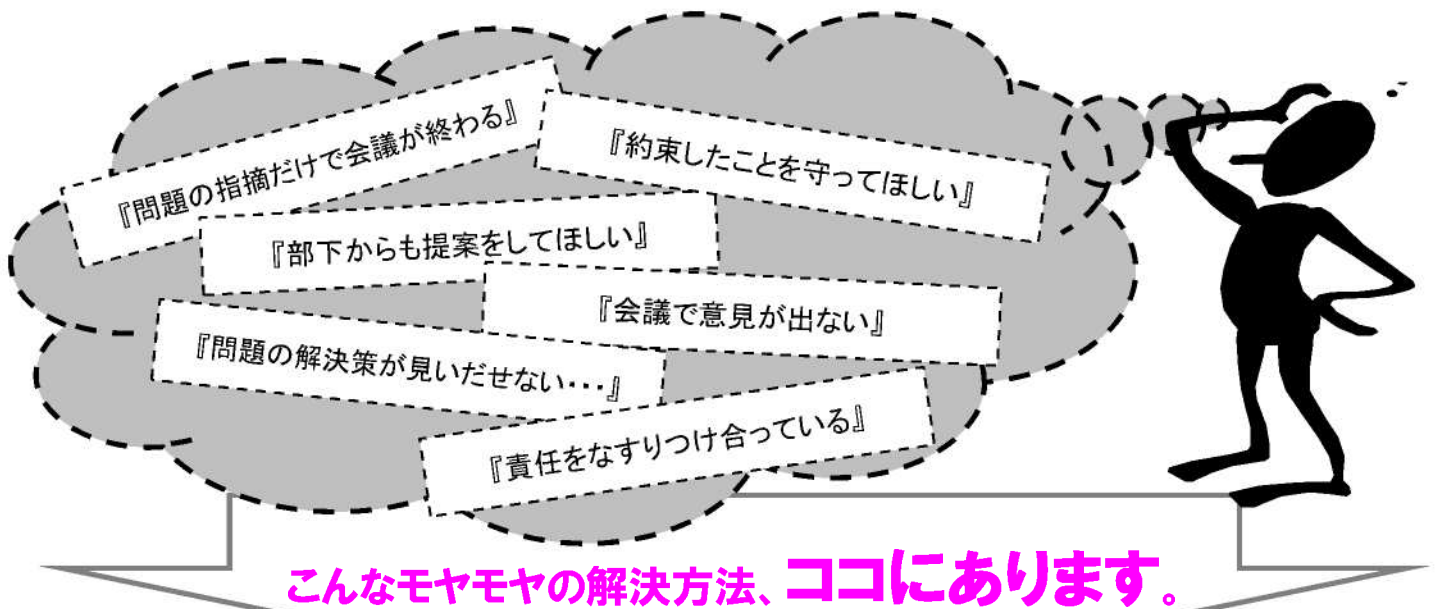 『問題の指摘だけで会議が終わる』
『約束したことを守ってほしい』
『部下からも提案をしてほしい』
『会議で意見が出ない』
『問題の解決策が見いだせない・・・』
『責任をなすりつけ合っている』
こんなモヤモヤの解決方法、ココにあります。